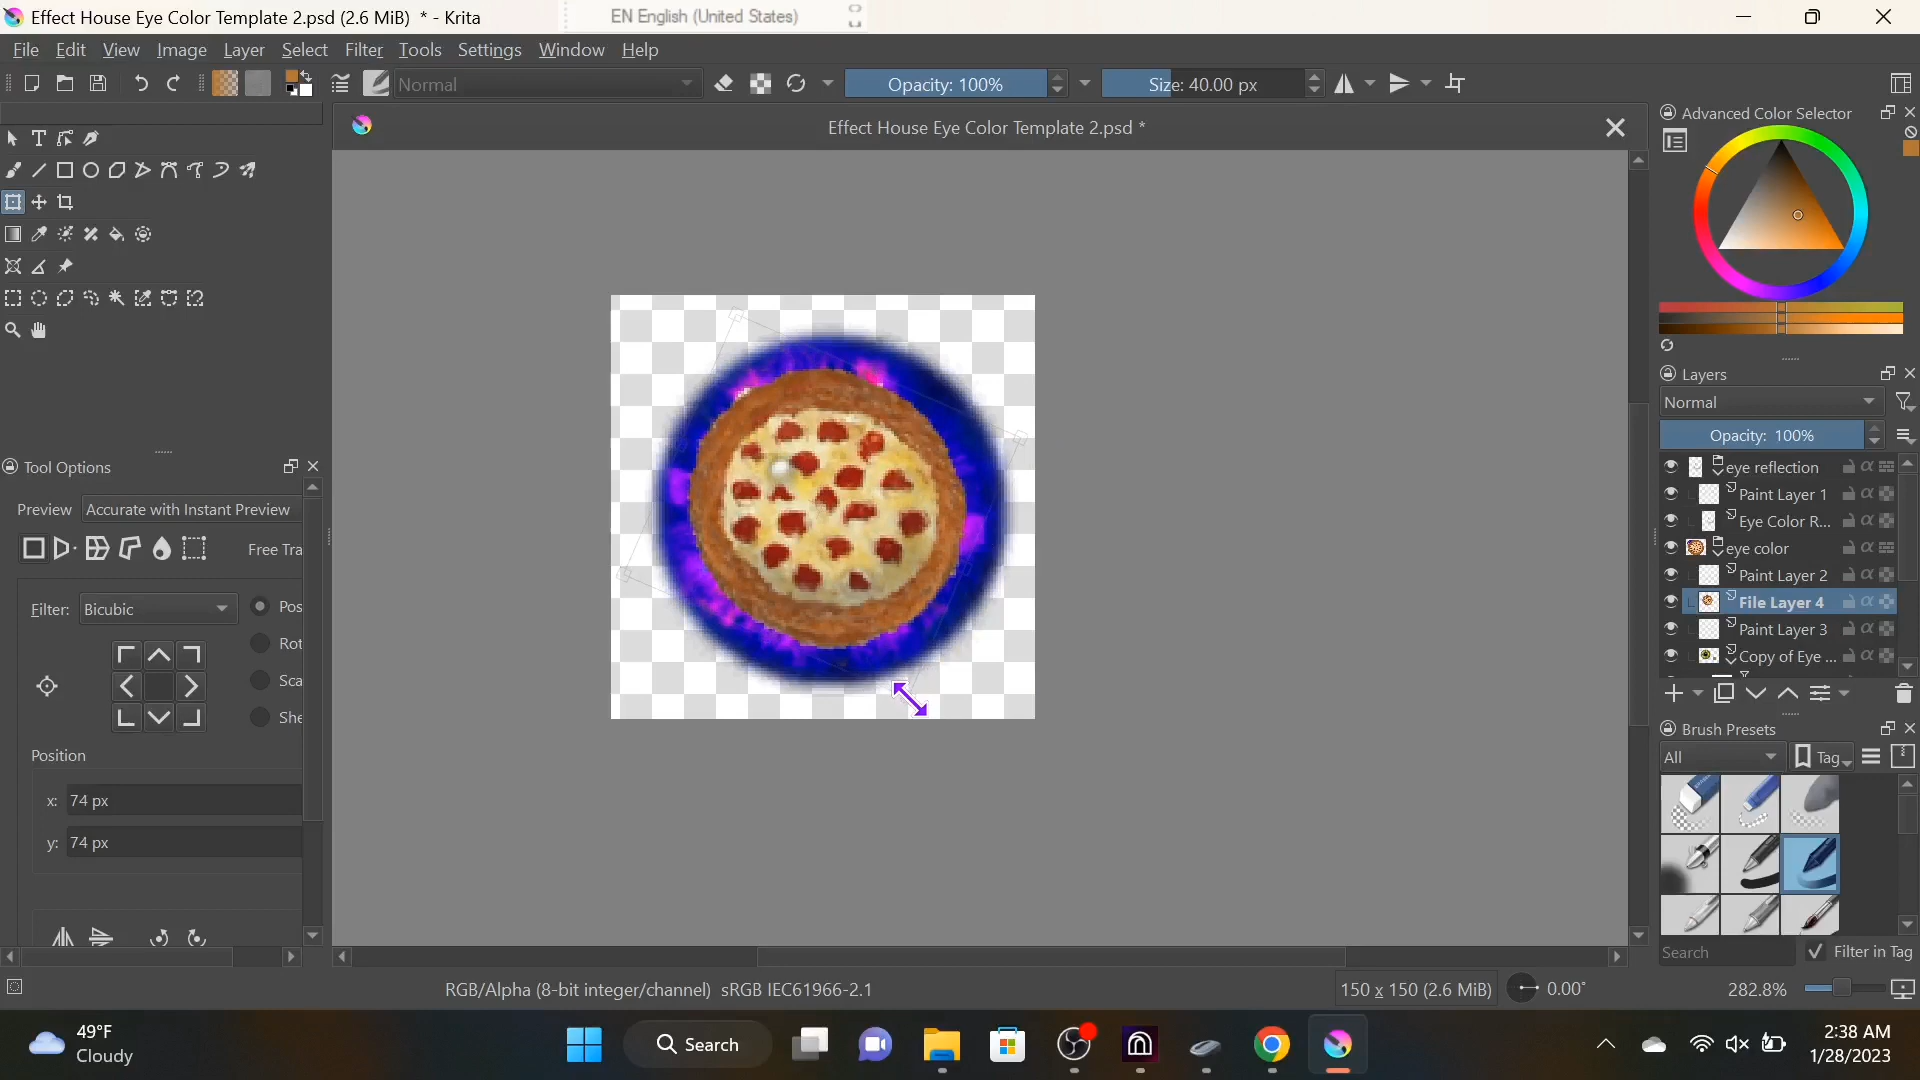 Effect House Eye Color Template 2.psd (2.6 MiB) * - Krita
EN English (United States)
File Edit View Image Layer Select Filter Tools Settings Window Help
Normal
Opacity: 100%
Size: 40.00 px
Effect House Eye Color Template 2.psd *
Advanced Color Selector
Layers
Normal
Opacity: 100%
eye reflection
Paint Layer 1
Eye Color R...
eye color
Paint Layer 2
File Layer 4
Paint Layer 3
Copy of Eye ...
Brush Presets
All
Tag
Search
Filter in Tag
Tool Options
Preview Accurate with Instant Preview
Free Tra
Filter: Bicubic
Pos
Rot
Sca
She
Position
x: 74 px
y: 74 px
RGB/Alpha (8-bit integer/channel) sRGB IEC61966-2.1
150 x 150 (2.6 MiB)
0.00°
282.8%
49°F
Cloudy
Search
2:38 AM
1/28/2023